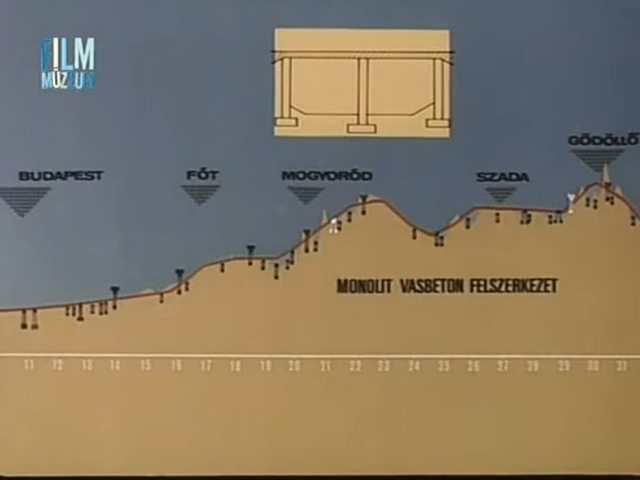 FILM
MÚZEUM
GÖDÖLLŐ
BUDAPEST FÓT MOGYORÓD SZADA
MONOLIT VASBETON FELSZERKEZET
11 12 13 14 15 16 17 18 19 20 21 22 23 24 25 26 27 28 29 30 31